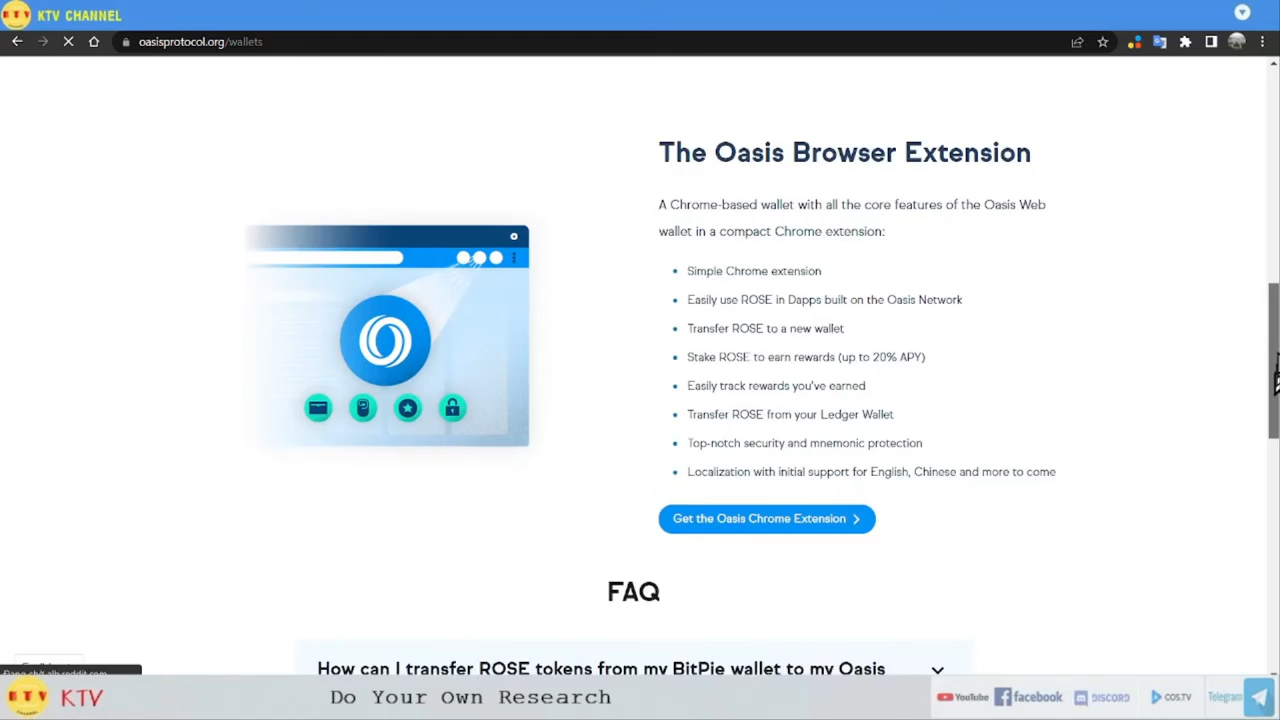 KTV CHANNEL
oasisprotocol.org/wallets
The Oasis Browser Extension
A Chrome-based wallet with all the core features of the Oasis Web
wallet in a compact Chrome extension:
Simple Chrome extension
Easily use ROSE in Dapps built on the Oasis Network
Transfer ROSE to a new wallet
Stake ROSE to earn rewards (up to 20% APY)
Easily track rewards you've earned
Transfer ROSE from your Ledger Wallet
Top-notch security and mnemonic protection
Localization with initial support for English, Chinese and more to come
Get the Oasis Chrome Extension
FAQ
How can I transfer ROSE tokens from my BitPie wallet to my Oasis
KTV
CHANNEL
KTV
Do Your Own Research
YouTube
facebook
DISCORD
COS.TV
Telegram